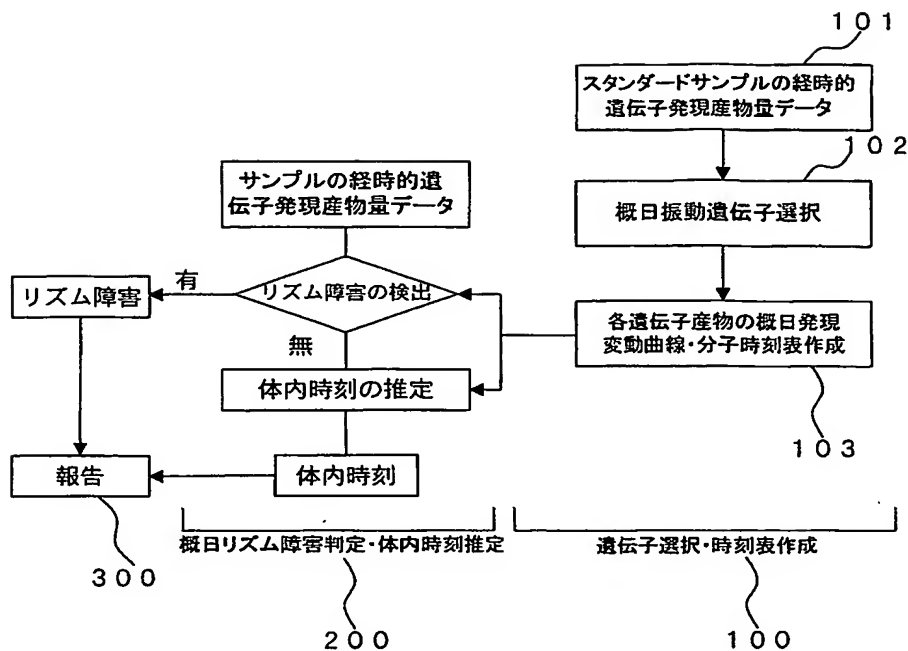 101
スタンダードサンプルの経時的
遺伝子発現産物量データ
102
概日振動遺伝子選択
サンプルの経時的遺
伝子発現産物量データ
リズム障害
有
リズム障害の検出
無
各遺伝子産物の概日発現
変動曲線・分子時刻表作成
103
体内時刻の推定
報告
体内時刻
300
概日リズム障害判定・体内時刻推定
200
遺伝子選択・時刻表作成
100